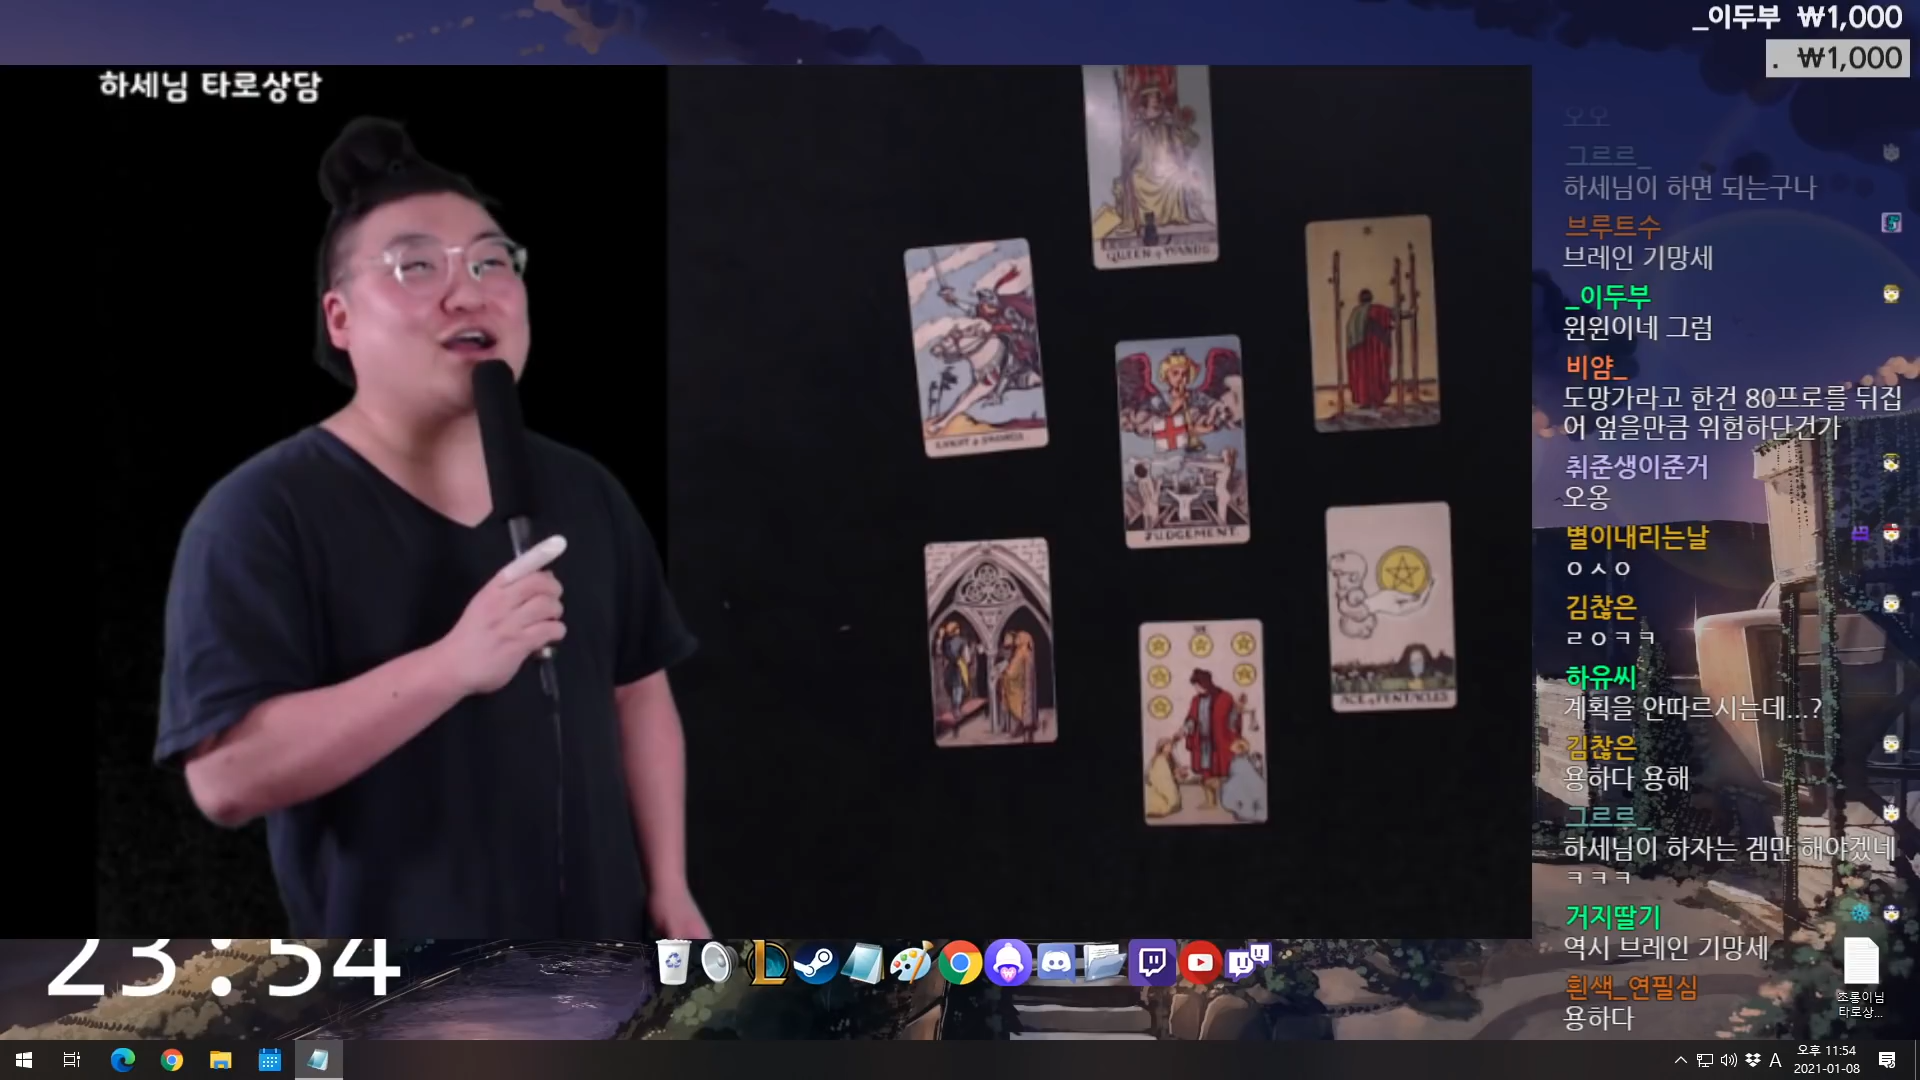 _이두부 ₩1,000
. ₩1,000
하세님 타로상담
QUEEN of WANDS.
JUDGEMENT.
ACE of PENTACLES
오오
그르르_
하세님이 하면 되는구나
브루트수
브레인 기망세
_이두부
윈윈이네 그럼
비얌_
도망가라고 한건 80프로를 뒤집
어 엎을만큼 위험하단건가
취준생이준거
오옹
별이내리는날
ㅇㅅㅇ
김찮은
ㄹㅇㅋㅋ
하유씨
계획을 안따르시는데...?
김찮은
용하다 용해
그르르_
하세님이 하자는 겜만 해야겠네
ㅋㅋㅋ
거지딸기
역시 브레인 기망세
흰색_연필심
용하다
23:54
초롱이님
타로상...
A
오후 11:54
2021-01-08